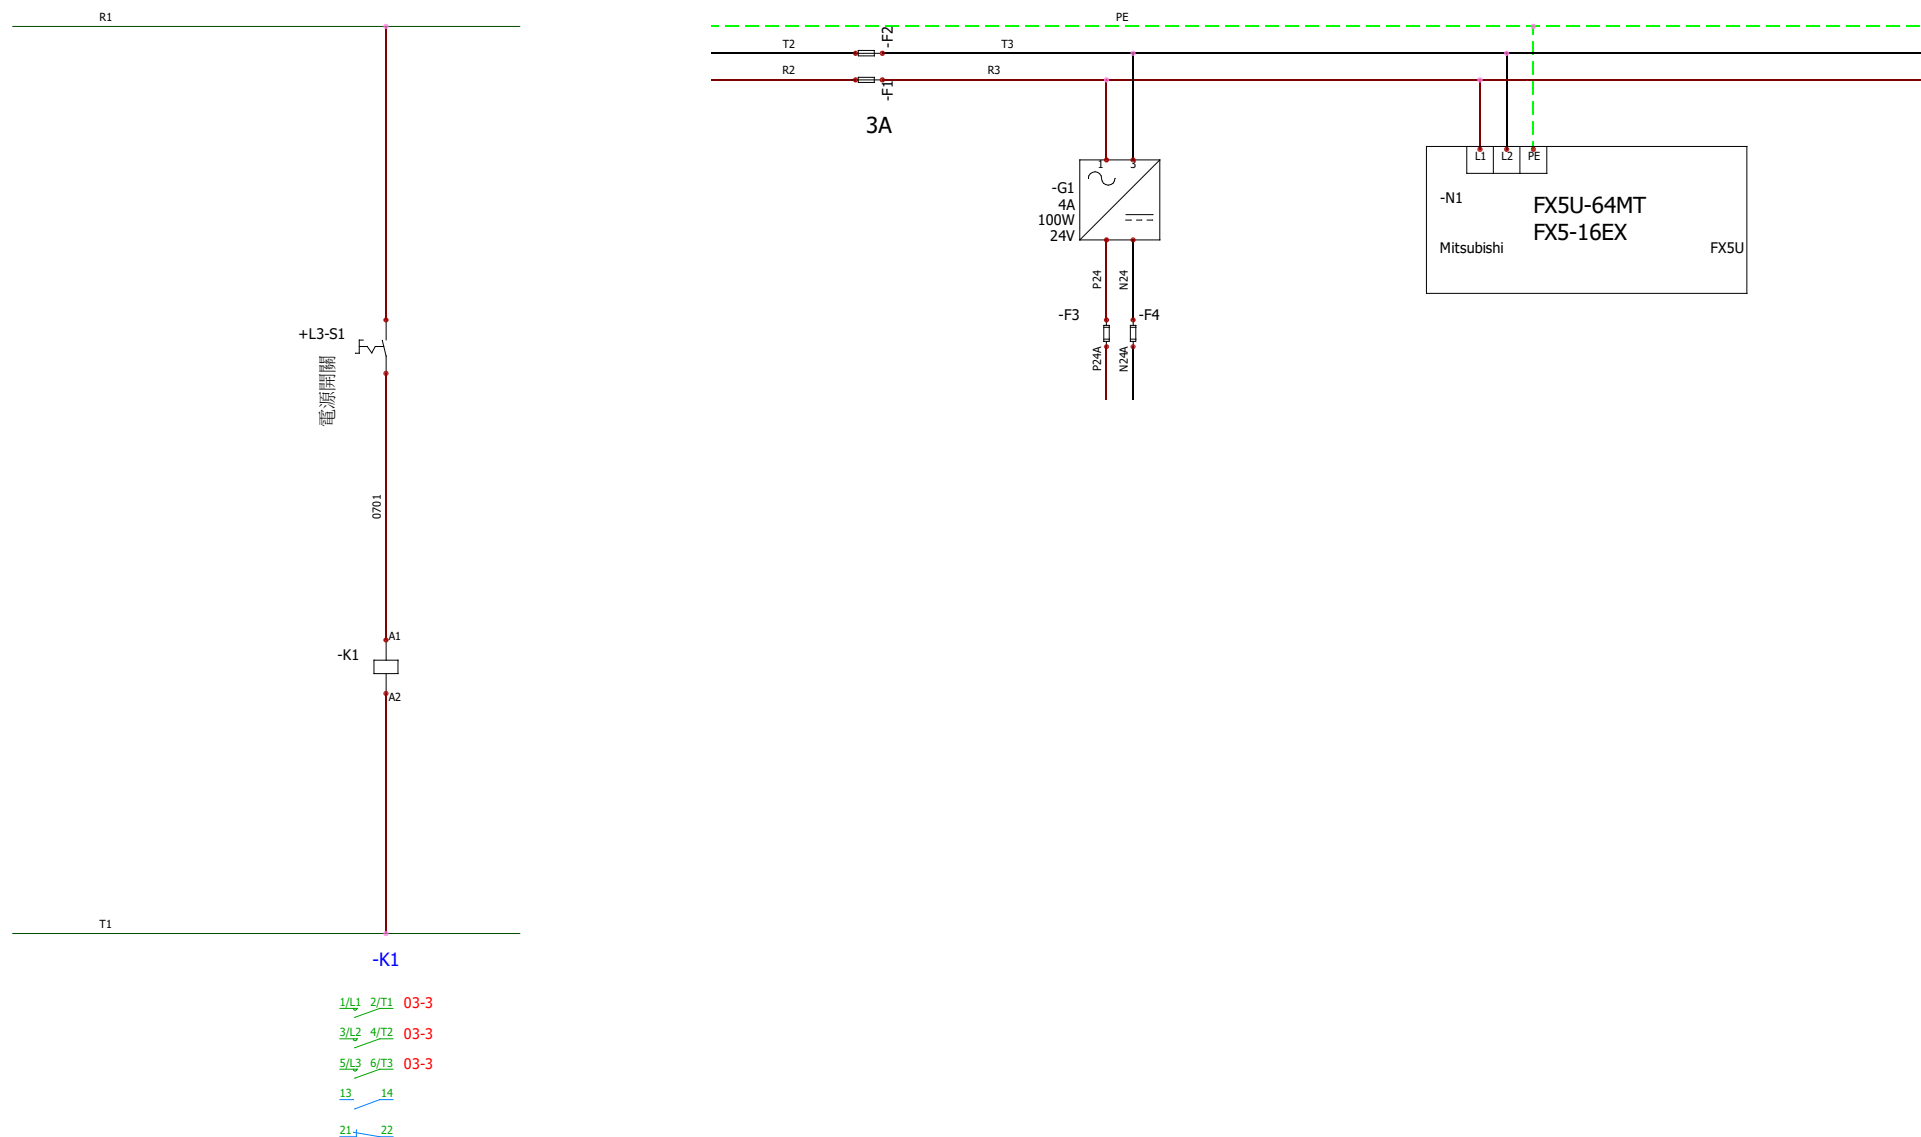 R1
PE
T2
-F2
T3
R2
-F1
R3
3A
1
3
-G1
4A
100W
24V
P24
N24
-F3
-F4
P24A
N24A
L1
L2
PE
-N1
FX5U-64MT
FX5-16EX
Mitsubishi
FX5U
+L3-S1
電源開關
0701
A1
-K1
A2
T1
-K1
1/L1 2/T1 03-3
3/L2 4/T2 03-3
5/L3 6/T3 03-3
13 14
21 22